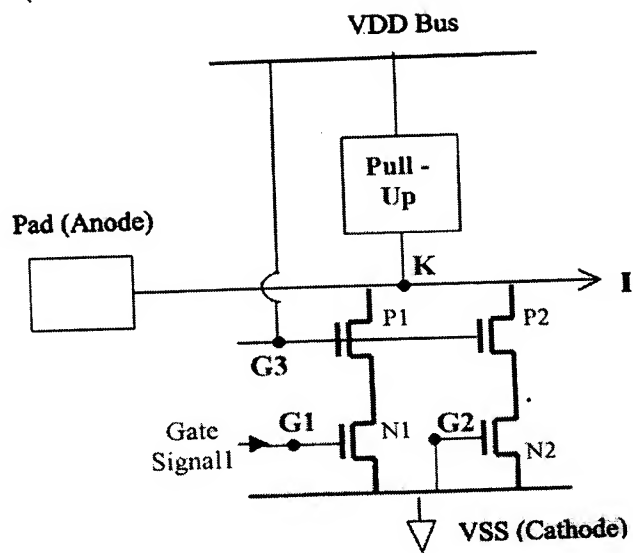 VDD Bus
Pull -
Up
Pad (Anode)
K
I
P1
P2
G3
G1
G2
N1
N2
Gate
Signal1
VSS (Cathode)